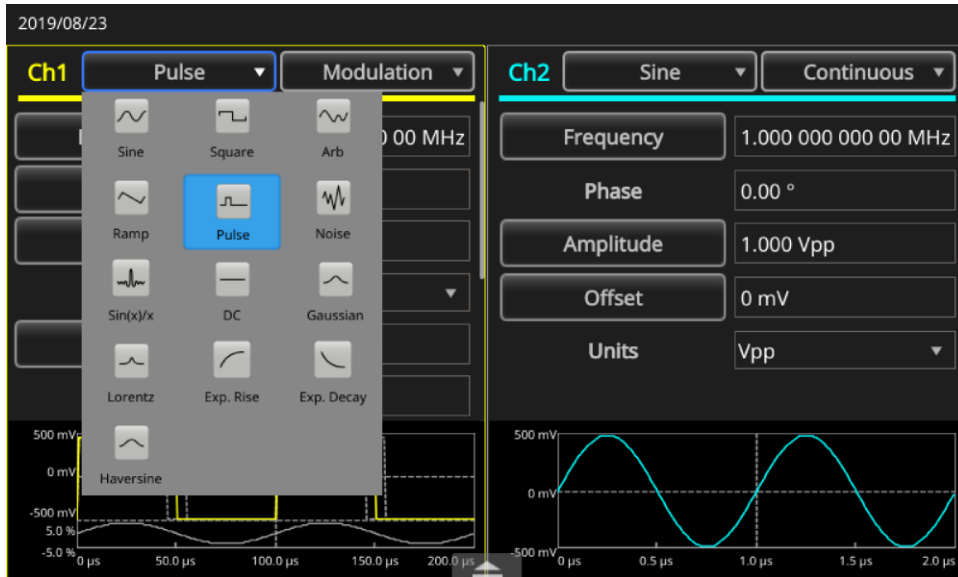 2019/08/23
Ch1 Pulse Modulation Ch2 Sine Continuous
Sine Square Arb
0 00 MHz
Frequency 1.000 000 000 00 MHz
Phase 0.00 °
Ramp Pulse Noise
Amplitude 1.000 Vpp
Sin(x)/x DC Gaussian
Offset 0 mV
Units Vpp
Lorentz Exp. Rise Exp. Decay
Haversine
500 mV
0 mV
-500 mV
5.0 %
-5.0 %
0 µs 50.0 µs 100.0 µs 150.0 µs 200.0 µs
500 mV
0 mV
-500 mV
0 µs 0.5 µs 1.0 µs 1.5 µs 2.0 µs